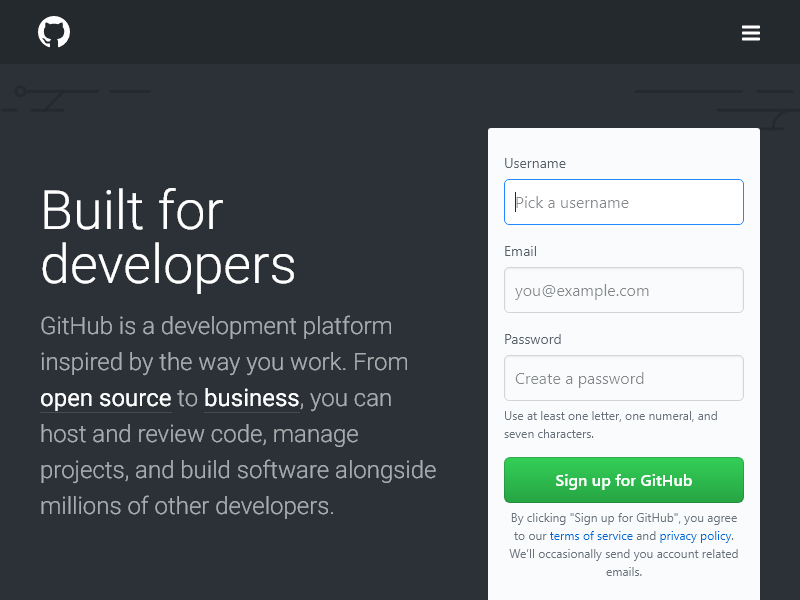 Built for
developers
GitHub is a development platform
inspired by the way you work. From
open source to business, you can
host and review code, manage
projects, and build software alongside
millions of other developers.
Username
Pick a username
Email
you@example.com
Password
Create a password
Use at least one letter, one numeral, and
seven characters.
Sign up for GitHub
By clicking "Sign up for GitHub", you agree
to our terms of service and privacy policy.
We'll occasionally send you account related
emails.